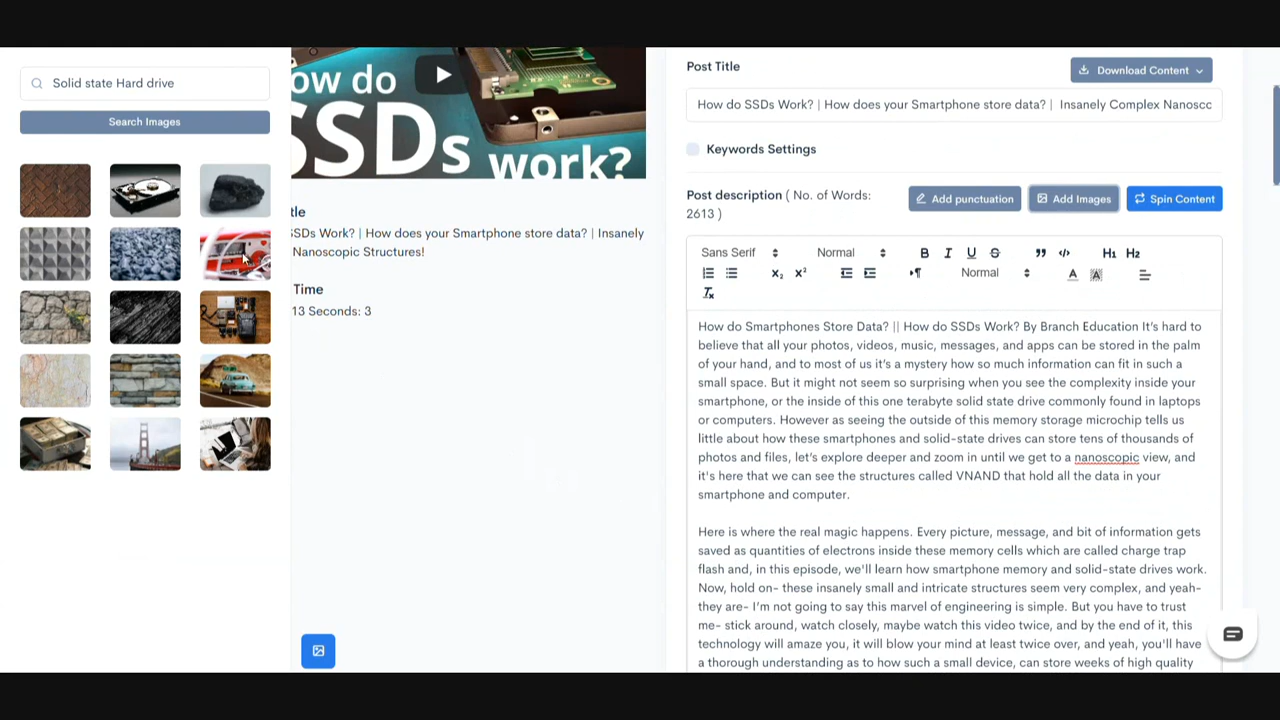 Solid state Hard drive
Search Images
ow do
SSDs work?
tle
SSDs Work? | How does your Smartphone store data? | Insanely
Nanoscopic Structures!
Time
13 Seconds: 3
Post Title
Download Content
How do SSDs Work? | How does your Smartphone store data? | Insanely Complex Nanosco
Keywords Settings
Post description ( No. of Words:
2613 )
Add punctuation
Add Images
Spin Content
Sans Serif
Normal
B I U S
H1 H2
X2 X²
Normal
A A
Tx
How do Smartphones Store Data? || How do SSDs Work? By Branch Education It's hard to
believe that all your photos, videos, music, messages, and apps can be stored in the palm
of your hand, and to most of us it's a mystery how so much information can fit in such a
small space. But it might not seem so surprising when you see the complexity inside your
smartphone, or the inside of this one terabyte solid state drive commonly found in laptops
or computers. However as seeing the outside of this memory storage microchip tells us
little about how these smartphones and solid-state drives can store tens of thousands of
photos and files, let's explore deeper and zoom in until we get to a nanoscopic view, and
it's here that we can see the structures called VNAND that hold all the data in your
smartphone and computer.
Here is where the real magic happens. Every picture, message, and bit of information gets
saved as quantities of electrons inside these memory cells which are called charge trap
flash and, in this episode, we'll learn how smartphone memory and solid-state drives work.
Now, hold on- these insanely small and intricate structures seem very complex, and yeah-
they are- I'm not going to say this marvel of engineering is simple. But you have to trust
me- stick around, watch closely, maybe watch this video twice, and by the end of it, this
technology will amaze you, it will blow your mind at least twice over, and yeah, you'll have
a thorough understanding as to how such a small device, can store weeks of high quality